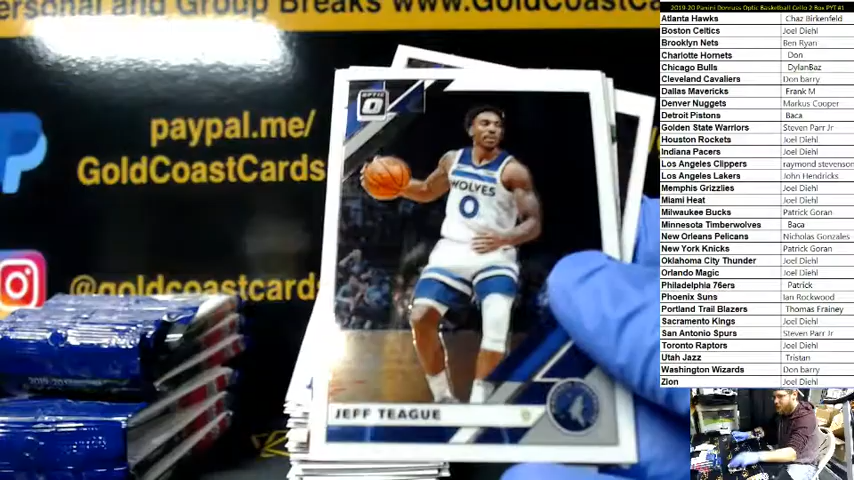 ersonal and Group Breaks www.GoldCoastCa
paypal.me/
GoldCoastCards
@goldcoastcards
OPTIC
WOLVES
0
JEFF TEAGUE
2019-20 Panini Donruss Optic Basketball Cello 2 Box PYT #1
Atlanta Hawks Chaz Birkenfeld
Boston Celtics Joel Diehl
Brooklyn Nets Ben Ryan
Charlotte Hornets Don
Chicago Bulls DylanBaz
Cleveland Cavaliers Don barry
Dallas Mavericks Frank M
Denver Nuggets Markus Cooper
Detroit Pistons Baca
Golden State Warriors Steven Parr Jr
Houston Rockets Joel Diehl
Indiana Pacers Joel Diehl
Los Angeles Clippers raymond stevenson
Los Angeles Lakers John Hendricks
Memphis Grizzlies Joel Diehl
Miami Heat Joel Diehl
Milwaukee Bucks Patrick Goran
Minnesota Timberwolves Baca
New Orleans Pelicans Nicholas Gonzales
New York Knicks Patrick Goran
Oklahoma City Thunder Joel Diehl
Orlando Magic Joel Diehl
Philadelphia 76ers Patrick
Phoenix Suns Ian Rockwood
Portland Trail Blazers Thomas Frainey
Sacramento Kings Joel Diehl
San Antonio Spurs Steven Parr Jr
Toronto Raptors Joel Diehl
Utah Jazz Tristan
Washington Wizards Don barry
Zion Joel Diehl